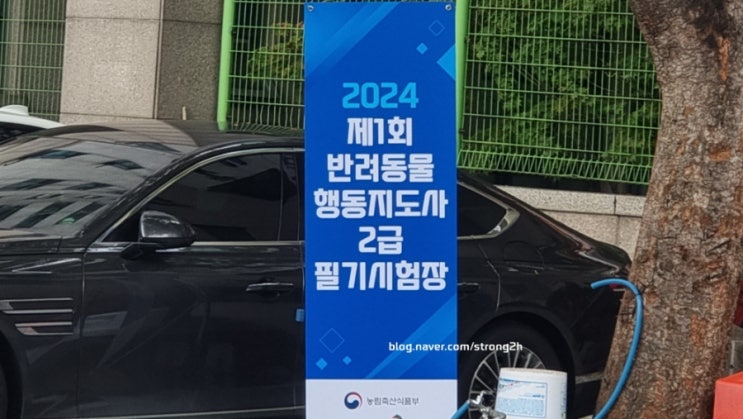 2024
제1회
반려동물
행동지도사
2급
필기시험장
blog.naver.com/strong2h
농림축산식품부